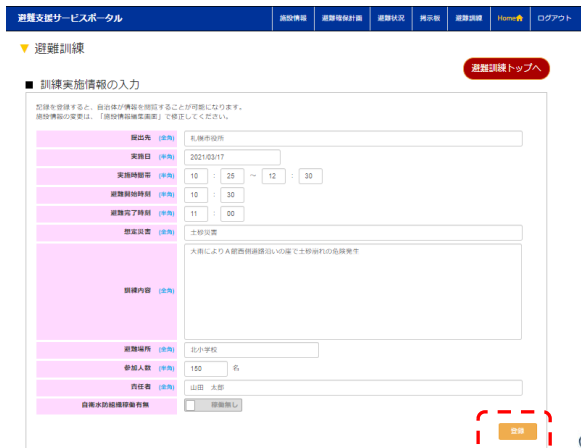 避難支援サービスポータル
施設情報 避難確保計画 避難状況 掲示板 避難訓練 Home ログアウト
▼ 避難訓練
避難訓練トップへ
■ 訓練実施情報の入力
記録を登録すると、自治体が情報を閲覧することが可能になります。
施設情報の変更は、「施設情報編集画面」で修正してください。
提出先 (全角) 札幌市役所
実施日 (半角) 2021/03/17
実施時間帯 (半角) 10 : 25 ~ 12 : 30
避難開始時刻 (半角) 10 : 30
避難完了時刻 (半角) 11 : 00
想定災害 (全角) 土砂災害
訓練内容 (全角) 大雨によりA館西側道路沿いの崖で土砂崩れの危険発生
避難場所 (全角) 北小学校
参加人数 (半角) 150 名
責任者 (全角) 山田 太郎
自衛水防組織稼働有無 稼働無し
登録